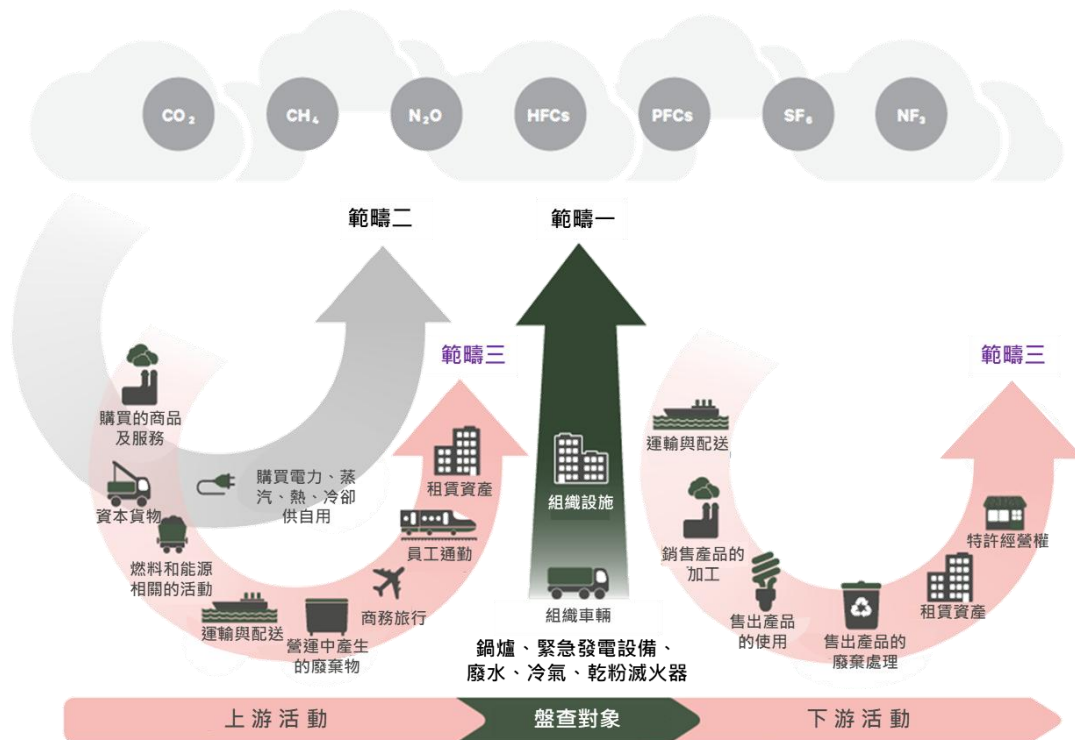 CO₂
CH₄
N₂O
HFCs
PFCs
SF₆
NF₃
範疇二
範疇一
範疇三
範疇三
購買的商品
及服務
資本貨物
燃料和能源
相關的活動
購買電力、蒸
汽、熱、冷卻
供自用
運輸與配送
營運中產生
的廢棄物
商務旅行
員工通勤
租賃資產
組織設施
組織車輛
鍋爐、緊急發電設備、
廢水、冷氣、乾粉滅火器
運輸與配送
銷售產品的
加工
售出產品
的使用
售出產品的
廢棄處理
租賃資產
特許經營權
上游活動
盤查對象
下游活動